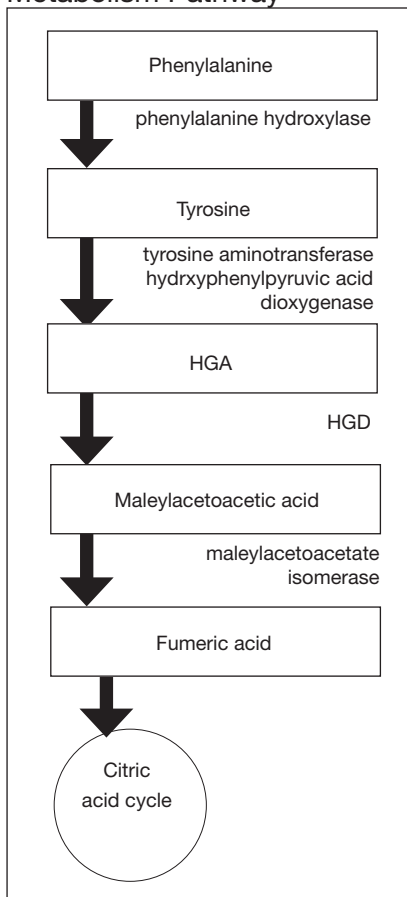 Metabolism Pathway
Phenylalanine
phenylalanine hydroxylase
Tyrosine
tyrosine aminotransferase
hydrxyphenylpyruvic acid
dioxygenase
HGA
HGD
Maleylacetoacetic acid
maleylacetoacetate
isomerase
Fumeric acid
Citric
acid cycle